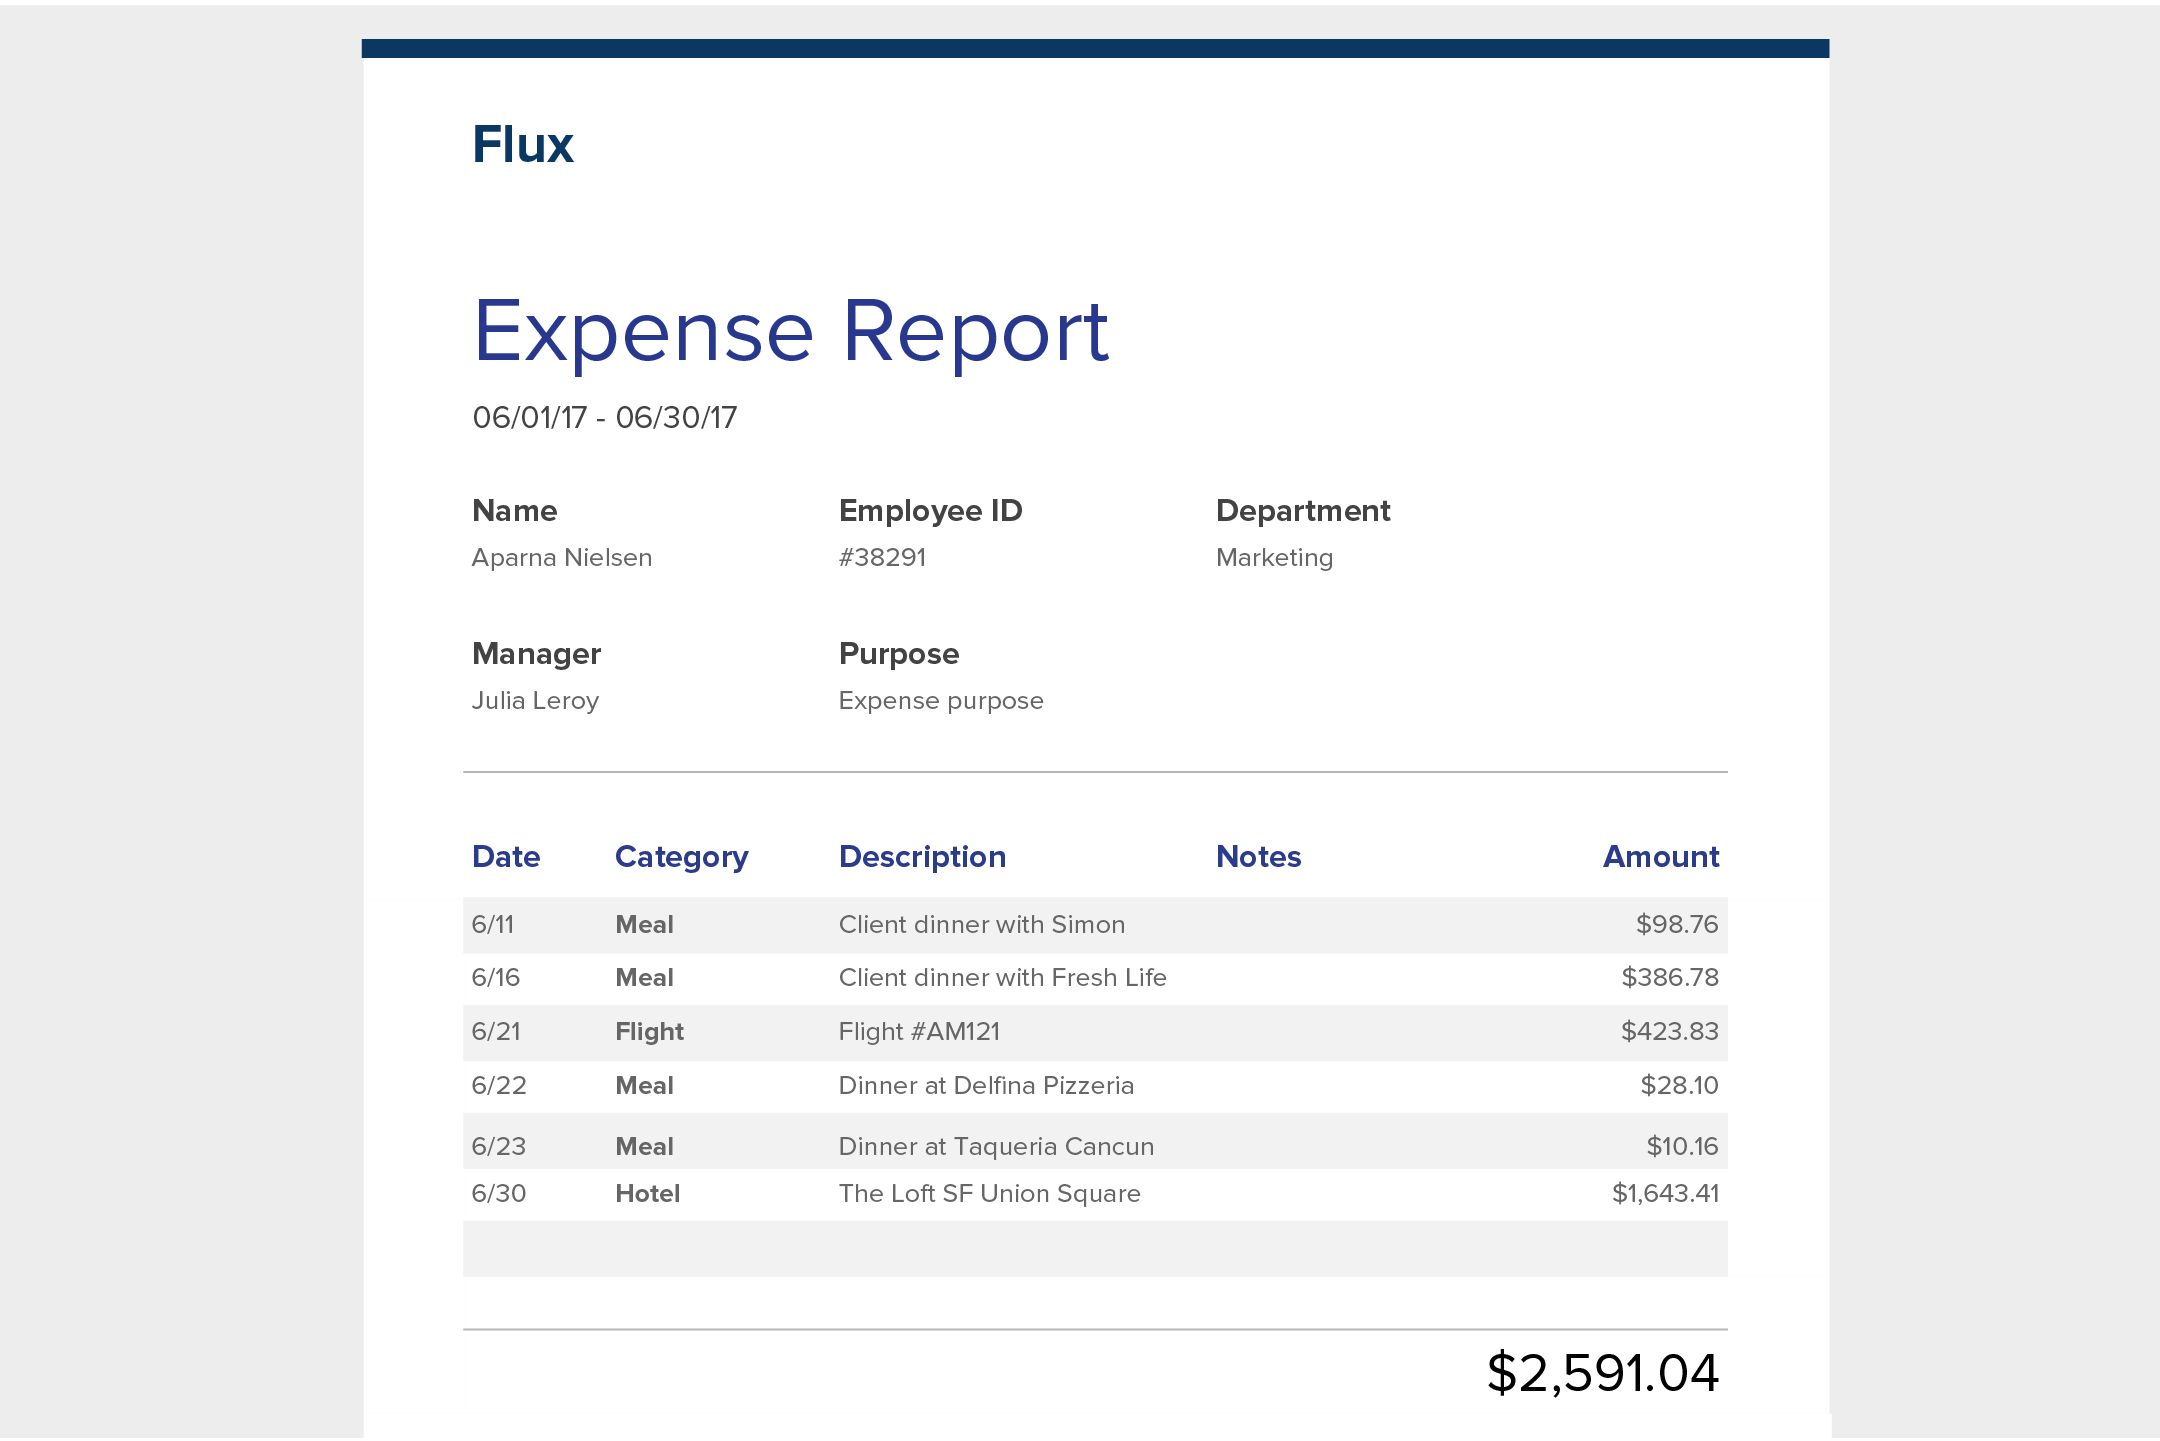 Flux
Expense Report
06/01/17 - 06/30/17
Name Employee ID Department
Aparna Nielsen #38291 Marketing
Manager Purpose
Julia Leroy Expense purpose
Date Category Description Notes Amount
6/11 Meal Client dinner with Simon $98.76
6/16 Meal Client dinner with Fresh Life $386.78
6/21 Flight Flight #AM121 $423.83
6/22 Meal Dinner at Delfina Pizzeria $28.10
6/23 Meal Dinner at Taqueria Cancun $10.16
6/30 Hotel The Loft SF Union Square $1,643.41
$2,591.04